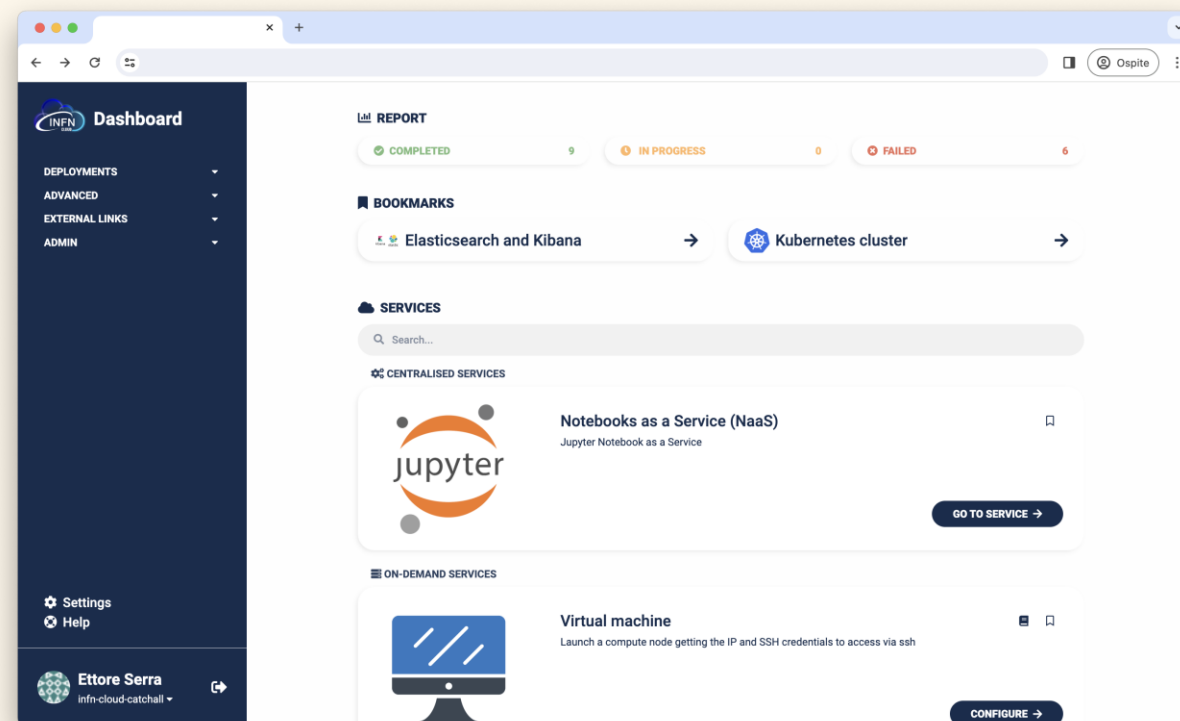 Ospite
INFN
Dashboard
DEPLOYMENTS
ADVANCED
EXTERNAL LINKS
ADMIN
Settings
Help
Ettore Serra
infn-cloud-catchall
REPORT
COMPLETED 9
IN PROGRESS 0
FAILED 6
BOOKMARKS
Elasticsearch and Kibana
Kubernetes cluster
SERVICES
Search...
CENTRALISED SERVICES
jupyter
Notebooks as a Service (NaaS)
Jupyter Notebook as a Service
GO TO SERVICE →
ON-DEMAND SERVICES
Virtual machine
Launch a compute node getting the IP and SSH credentials to access via ssh
CONFIGURE →